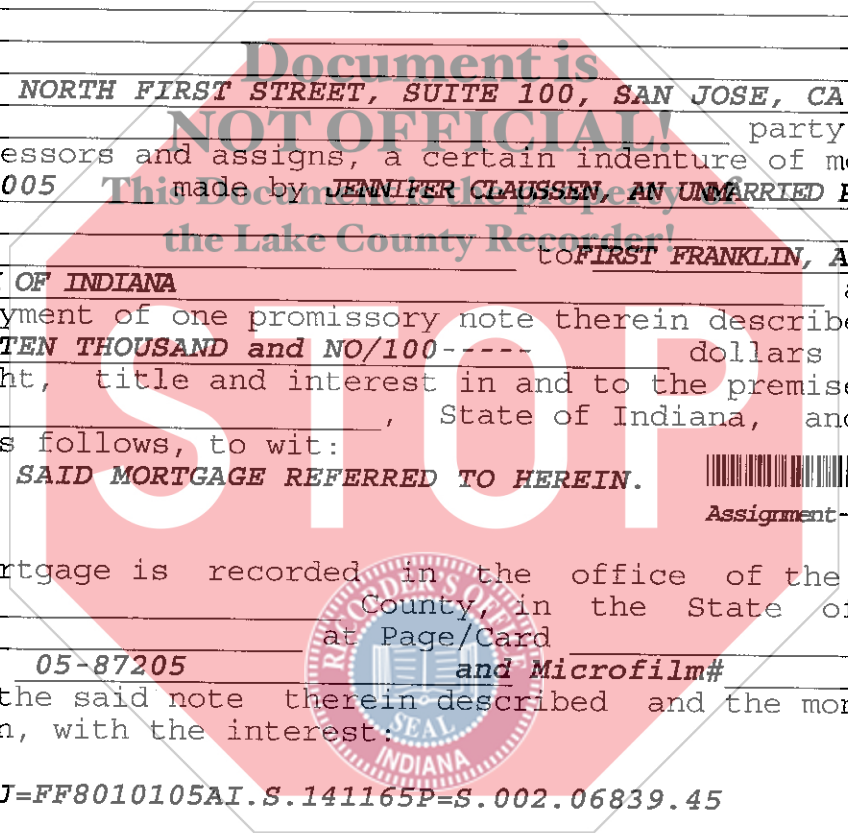 Document is
NORTH FIRST STREET, SUITE 100, SAN JOSE, CA
NOT OFFICIAL!
party
essors and assigns, a certain indenture of m
005 made by JENNIFER CLAUSSEN, AN UNMARRIED P
This Document is the property of
the Lake County Recorder!
to FIRST FRANKLIN, A
OF INDIANA
yment of one promissory note therein describe
TEN THOUSAND and NO/100----- dollars
ht, title and interest in and to the premise
, State of Indiana, and
s follows, to wit:
SAID MORTGAGE REFERRED TO HEREIN.
Assignment-
STOP
rtgage is recorded in the office of the
County, in the State of
at Page/Card
05-87205 and Microfilm#
the said note therein described and the mor
n, with the interest:
RECORDER'S OFFICE
SEAL
INDIANA
J=FF8010105AI.S.141165P=S.002.06839.45